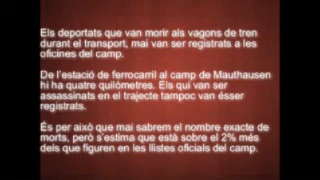 Els deportats que van morir als vagons de tren
durant el transport, mai van ser registrats a les
oficines del camp.
De l'estació de ferrocarril al camp de Mauthausen
hi ha quatre quilòmetres. Els qui van ser
assassinats en el trajecte tampoc van ésser
registrats.
És per això que mai sabrem el nombre exacte de
morts, però s'estima que està sobre el 2% més
dels que figuren en les llistes oficials del camp.